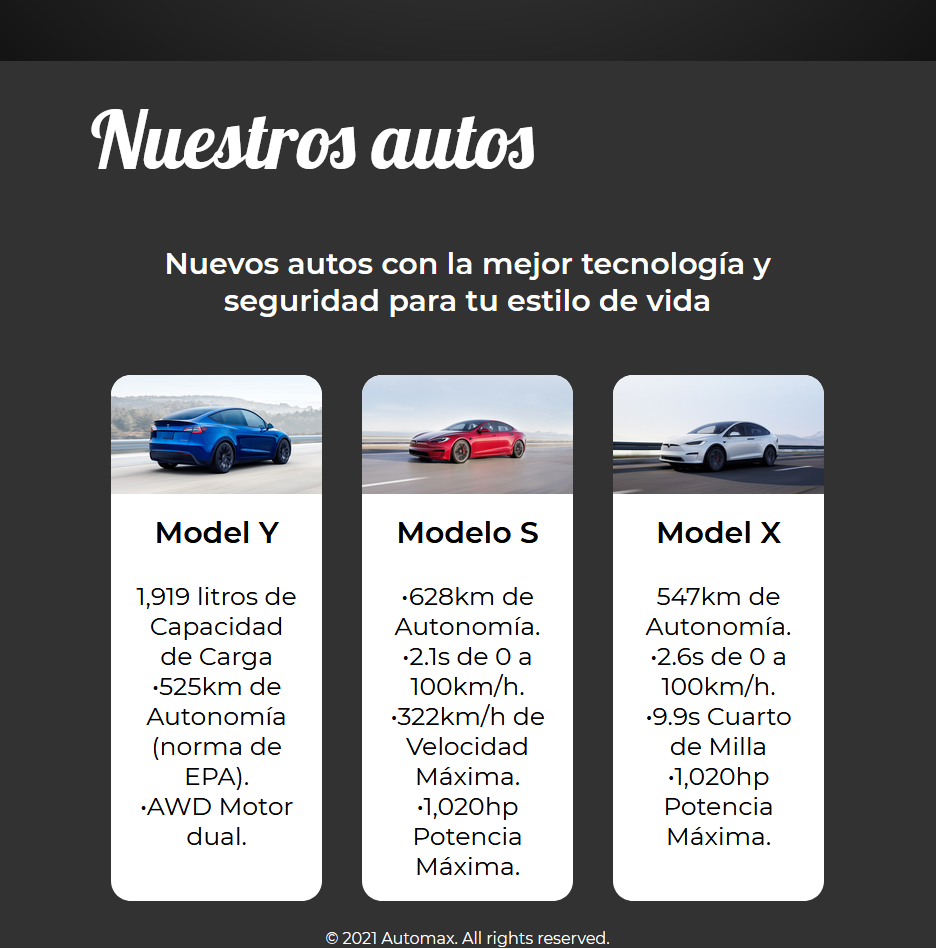 Nuestros autos
Nuevos autos con la mejor tecnología y
seguridad para tu estilo de vida
Model Y
1,919 litros de
Capacidad
de Carga
•525km de
Autonomía
(norma de
EPA).
•AWD Motor
dual.
Modelo S
•628km de
Autonomía.
•2.1s de 0 a
100km/h.
•322km/h de
Velocidad
Máxima.
•1,020hp
Potencia
Máxima.
Model X
547km de
Autonomía.
•2.6s de 0 a
100km/h.
•9.9s Cuarto
de Milla
•1,020hp
Potencia
Máxima.
© 2021 Automax. All rights reserved.